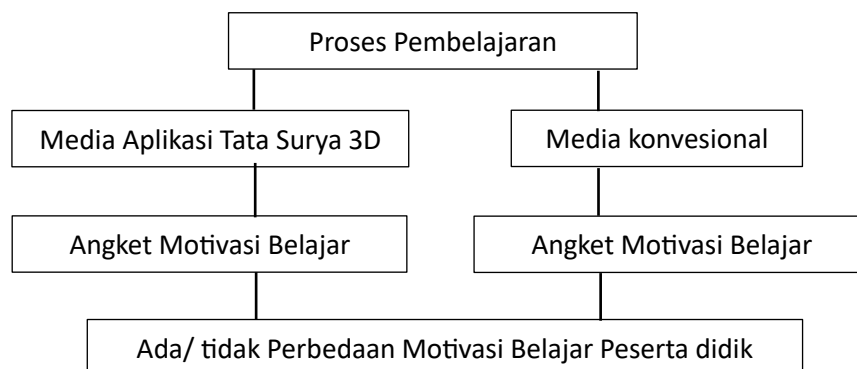 Proses Pembelajaran
Media Aplikasi Tata Surya 3D
Media konvesional
Angket Motivasi Belajar
Angket Motivasi Belajar
Ada/ tidak Perbedaan Motivasi Belajar Peserta didik